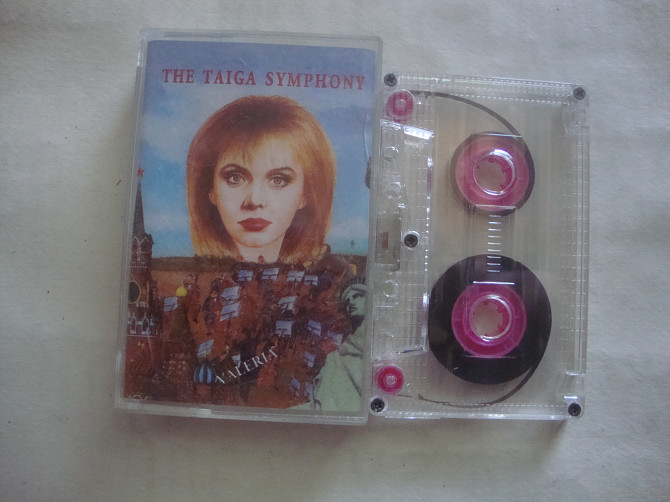 THE TAIGA SYMPHONY
VALERIA